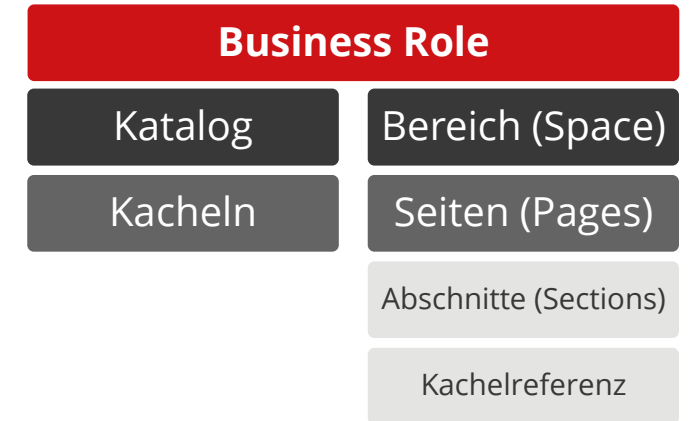 Business Role
Katalog
Bereich (Space)
Kacheln
Seiten (Pages)
Abschnitte (Sections)
Kachelreferenz